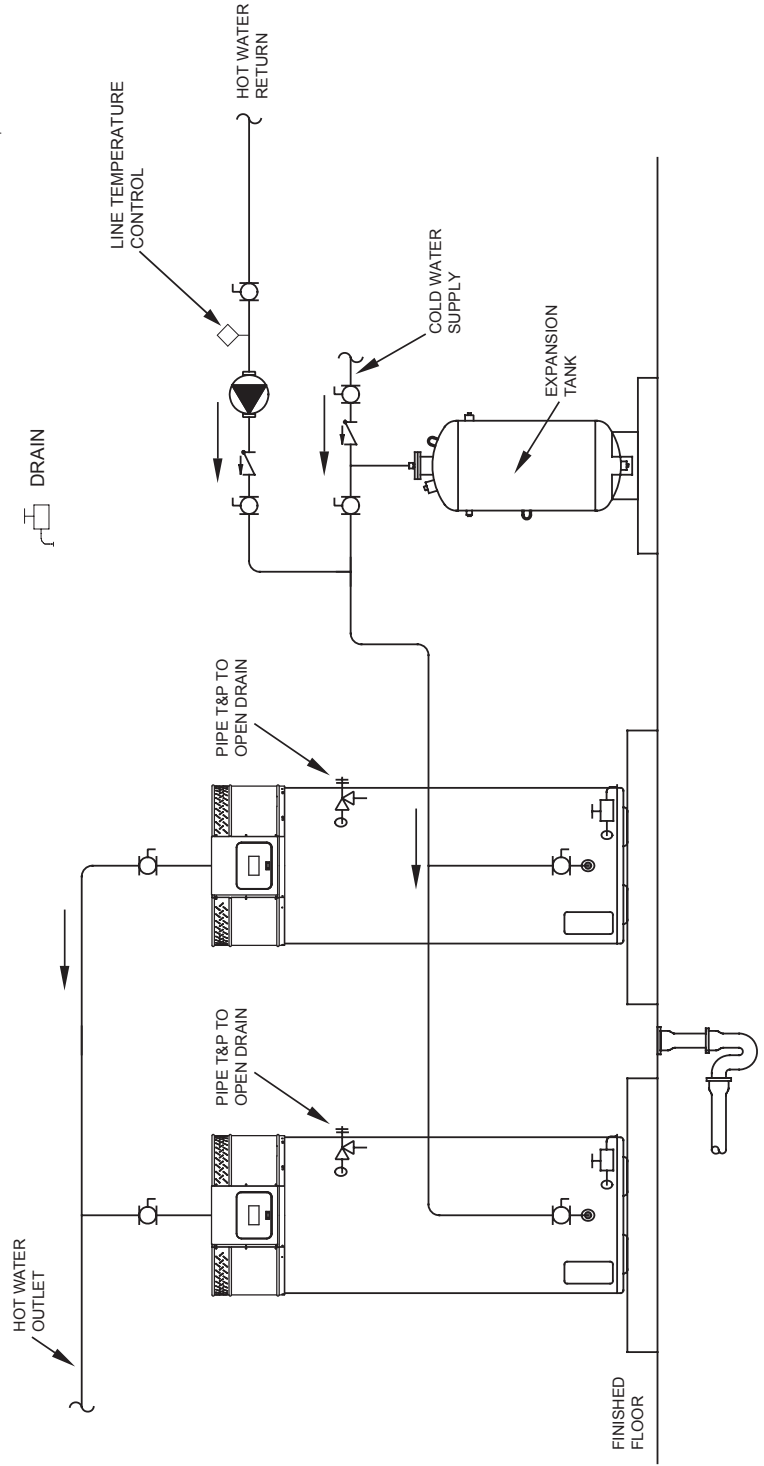 DRAIN
LINE TEMPERATURE
CONTROL
HOT WATER
RETURN
COLD WATER
SUPPLY
EXPANSION
TANK
PIPE T&P TO
OPEN DRAIN
PIPE T&P TO
OPEN DRAIN
HOT WATER
OUTLET
FINISHED
FLOOR